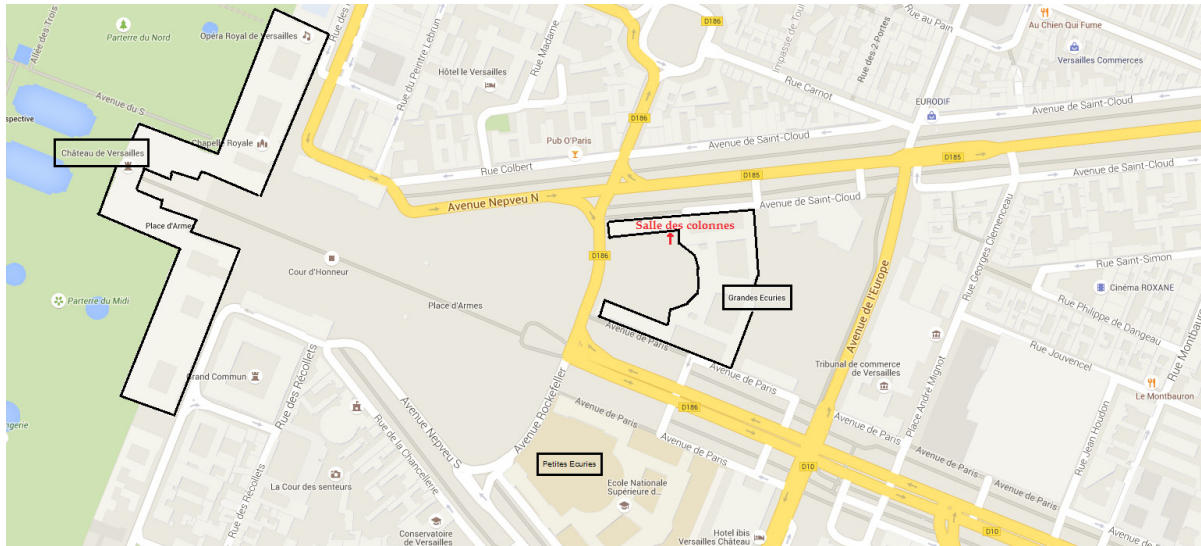 Allée des Trois
Parterre du Nord
Opéra Royal de Versailles
Rue du Peintre Lebrun
Rue Madame
Hôtel le Versailles
D186
D186
Impasse de
Rue des 2 Portes
Rue au Pain
Au Chien Qui Fume
Versailles Commerces
Rue Carnot
EURODIF
Avenue de Saint-Cloud
Avenue du S
spective
Château de Versailles
Chapelle Royale
Pub O'Paris
Avenue de Saint-Cloud
Rue Colbert
D185
D185
Avenue Nepveu N
Avenue de Saint-Cloud
Place d'Armes
Salle des colonnes
Cour d'Honneur
D186
Rue Georges Clemenceau
Rue Saint-Simon
Avenue de l'Europe
Cinéma ROXANE
Parterre du Midi
Place d'Armes
Grandes Ecuries
Rue Philippe de Dangeau
Rue Montbauron
Avenue de Paris
Rue Jouvencel
Tribunal de commerce
de Versailles
Avenue de Paris
Grand Commun
Rue des Récollets
Place André Mignot
Le Montbauron
Avenue Rockefeller
D186
Avenue de Paris
Avenue de Paris
Rue Jean Houdon
Avenue Nepveu S
Rue de la Chancellerie
Avenue de Paris
Avenue de Paris
Petites Ecuries
D10
La Cour des senteurs
Ecole Nationale
Supérieure d...
Rue des Récollets
Conservatoire
de Versailles
Hotel ibis
Versailles Château
D10